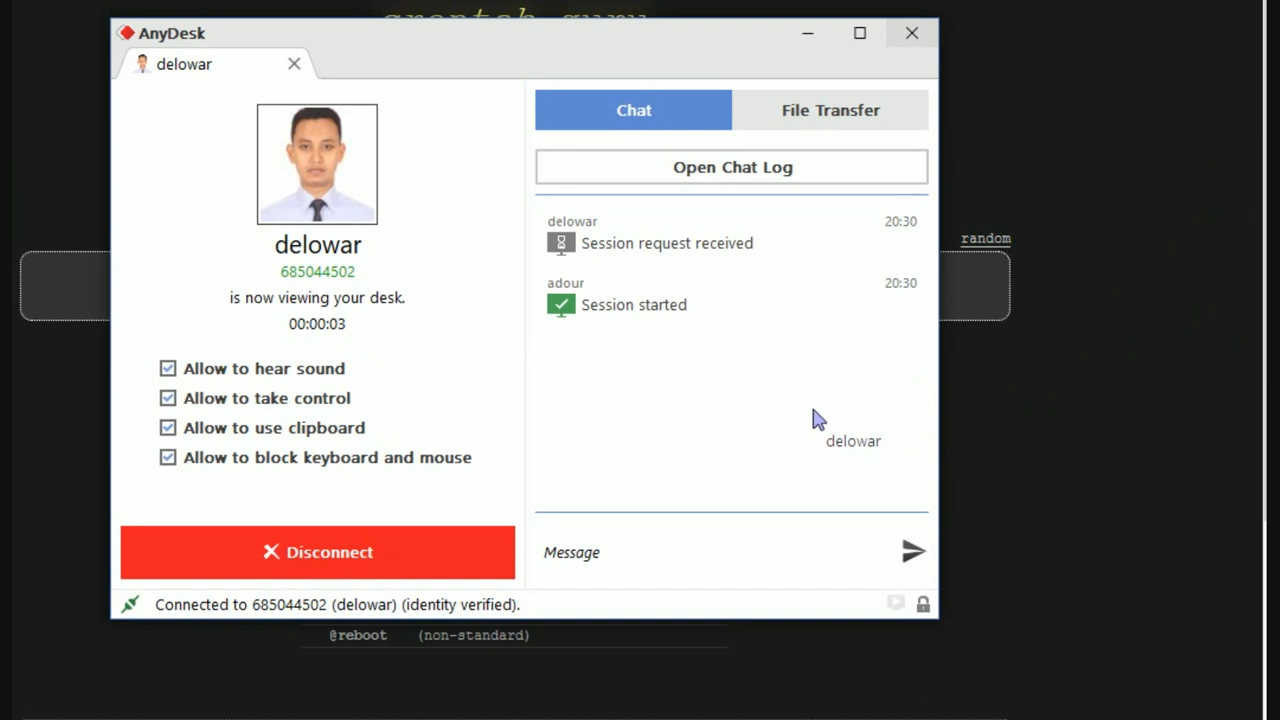 crontab guru
AnyDesk
delowar
Chat
File Transfer
Open Chat Log
delowar
685044502
is now viewing your desk.
00:00:03
Allow to hear sound
Allow to take control
Allow to use clipboard
Allow to block keyboard and mouse
Disconnect
delowar 20:30
Session request received
adour 20:30
Session started
delowar
Message
Connected to 685044502 (delowar) (identity verified).
random
@reboot (non-standard)